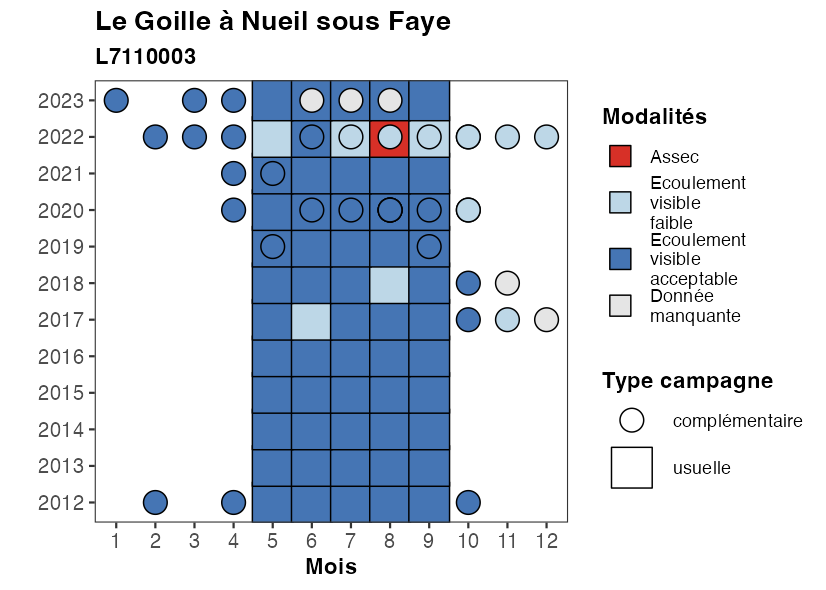 Le Goille à Nueil sous Faye
L7110003
2023
2022
2021
2020
2019
2018
2017
2016
2015
2014
2013
2012
1 2 3 4 5 6 7 8 9 10 11 12
Mois
Modalités
Assec
Ecoulement
visible
faible
Ecoulement
visible
acceptable
Donnée
manquante
Type campagne
complémentaire
usuelle